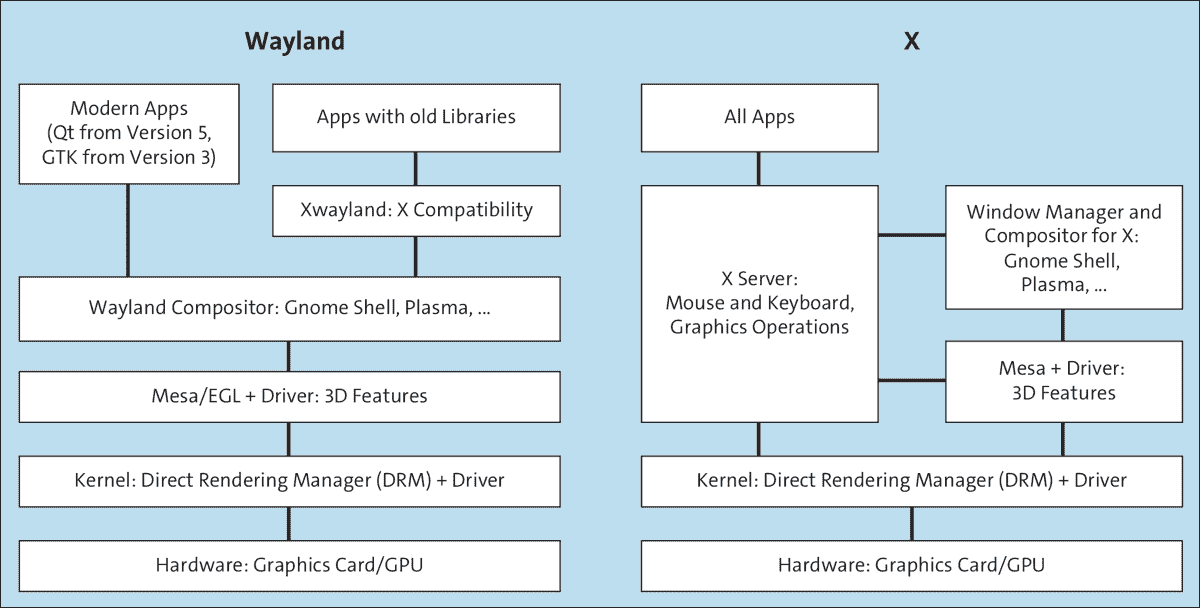 Wayland
Modern Apps
(Qt from Version 5,
GTK from Version 3)
Apps with old Libraries
Xwayland: X Compatibility
Wayland Compositor: Gnome Shell, Plasma, ...
Mesa/EGL + Driver: 3D Features
Kernel: Direct Rendering Manager (DRM) + Driver
Hardware: Graphics Card/GPU
X
All Apps
X Server:
Mouse and Keyboard,
Graphics Operations
Window Manager and
Compositor for X:
Gnome Shell,
Plasma, ...
Mesa + Driver:
3D Features
Kernel: Direct Rendering Manager (DRM) + Driver
Hardware: Graphics Card/GPU